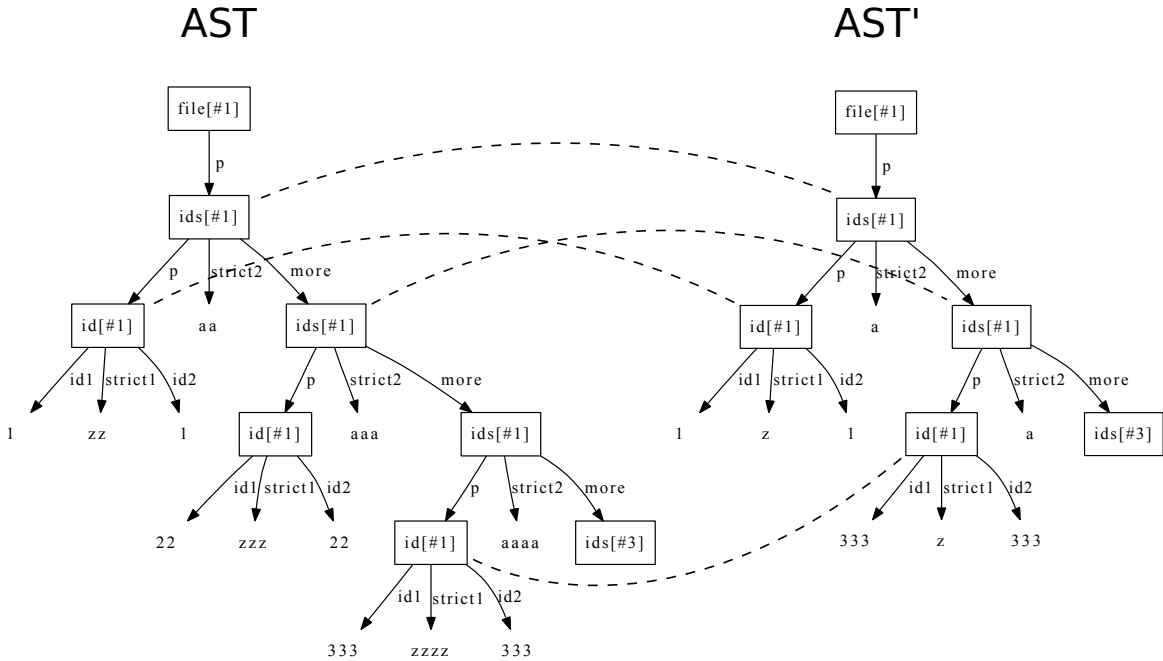 AST AST'
file[#1] file[#1]
p p
ids[#1] ids[#1]
p strict2 more p strict2 more
id[#1] aa ids[#1] id[#1] a ids[#1]
id1 strict1 id2 p strict2 more id1 strict1 id2 p strict2 more
1 zz 1 id[#1] aaa ids[#1] 1 z 1 id[#1] a ids[#3]
id1 strict1 id2 p strict2 more id1 strict1 id2
22 zzz 22 id[#1] aaaa ids[#3] 333 z 333
id1 strict1 id2
333 zzzz 333